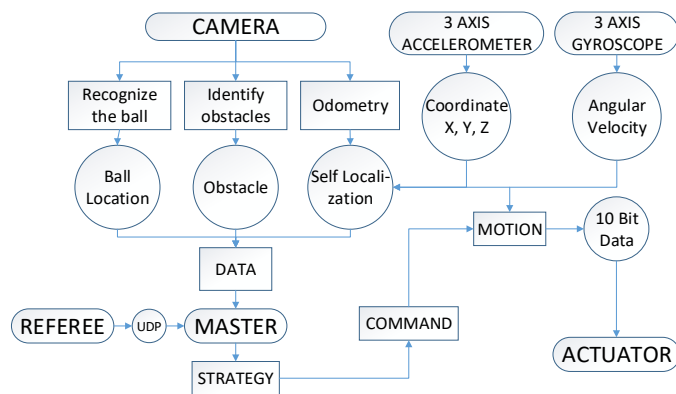 CAMERA
3 AXIS
ACCELEROMETER
3 AXIS
GYROSCOPE
Recognize
the ball
Identify
obstacles
Odometry
Coordinate
X, Y, Z
Angular
Velocity
Ball
Location
Obstacle
Self Locali-
zation
MOTION
10 Bit
Data
DATA
REFEREE
UDP
MASTER
COMMAND
ACTUATOR
STRATEGY